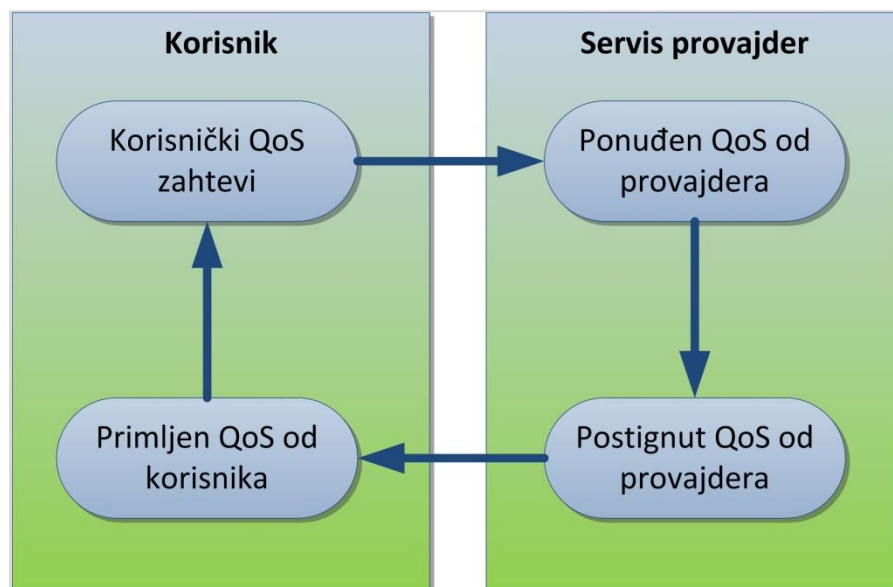 Korisnik
Servis provajder
Korisnički QoS
zahtevi
Ponuđen QoS od
provajdera
Primljen QoS od
korisnika
Postignut QoS od
provajdera